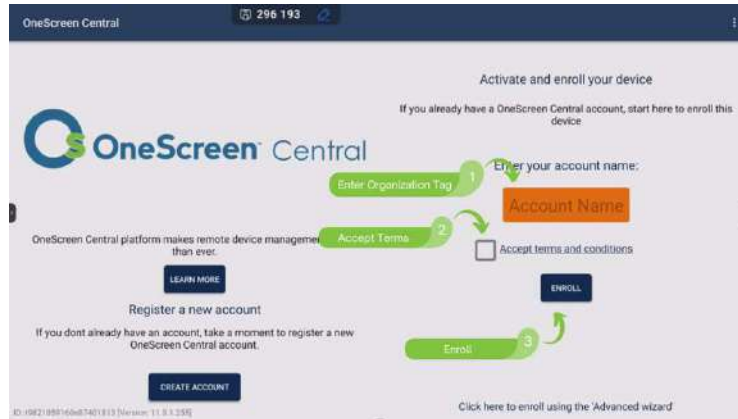 OneScreen Central
296 193
Activate and enroll your device
If you already have a OneScreen Central account, start here to enroll this
device
OneScreen Central
Enter your account name:
1
Enter Organization Tag
Account Name
2
Accept Terms
Accept terms and conditions
OneScreen Central platform makes remote device managemen
than ever.
LEARN MORE
ENROLL
Register a new account
If you dont already have an account, take a moment to register a new
OneScreen Central account.
3
Enroll
CREATE ACCOUNT
Click here to enroll using the 'Advanced wizard'